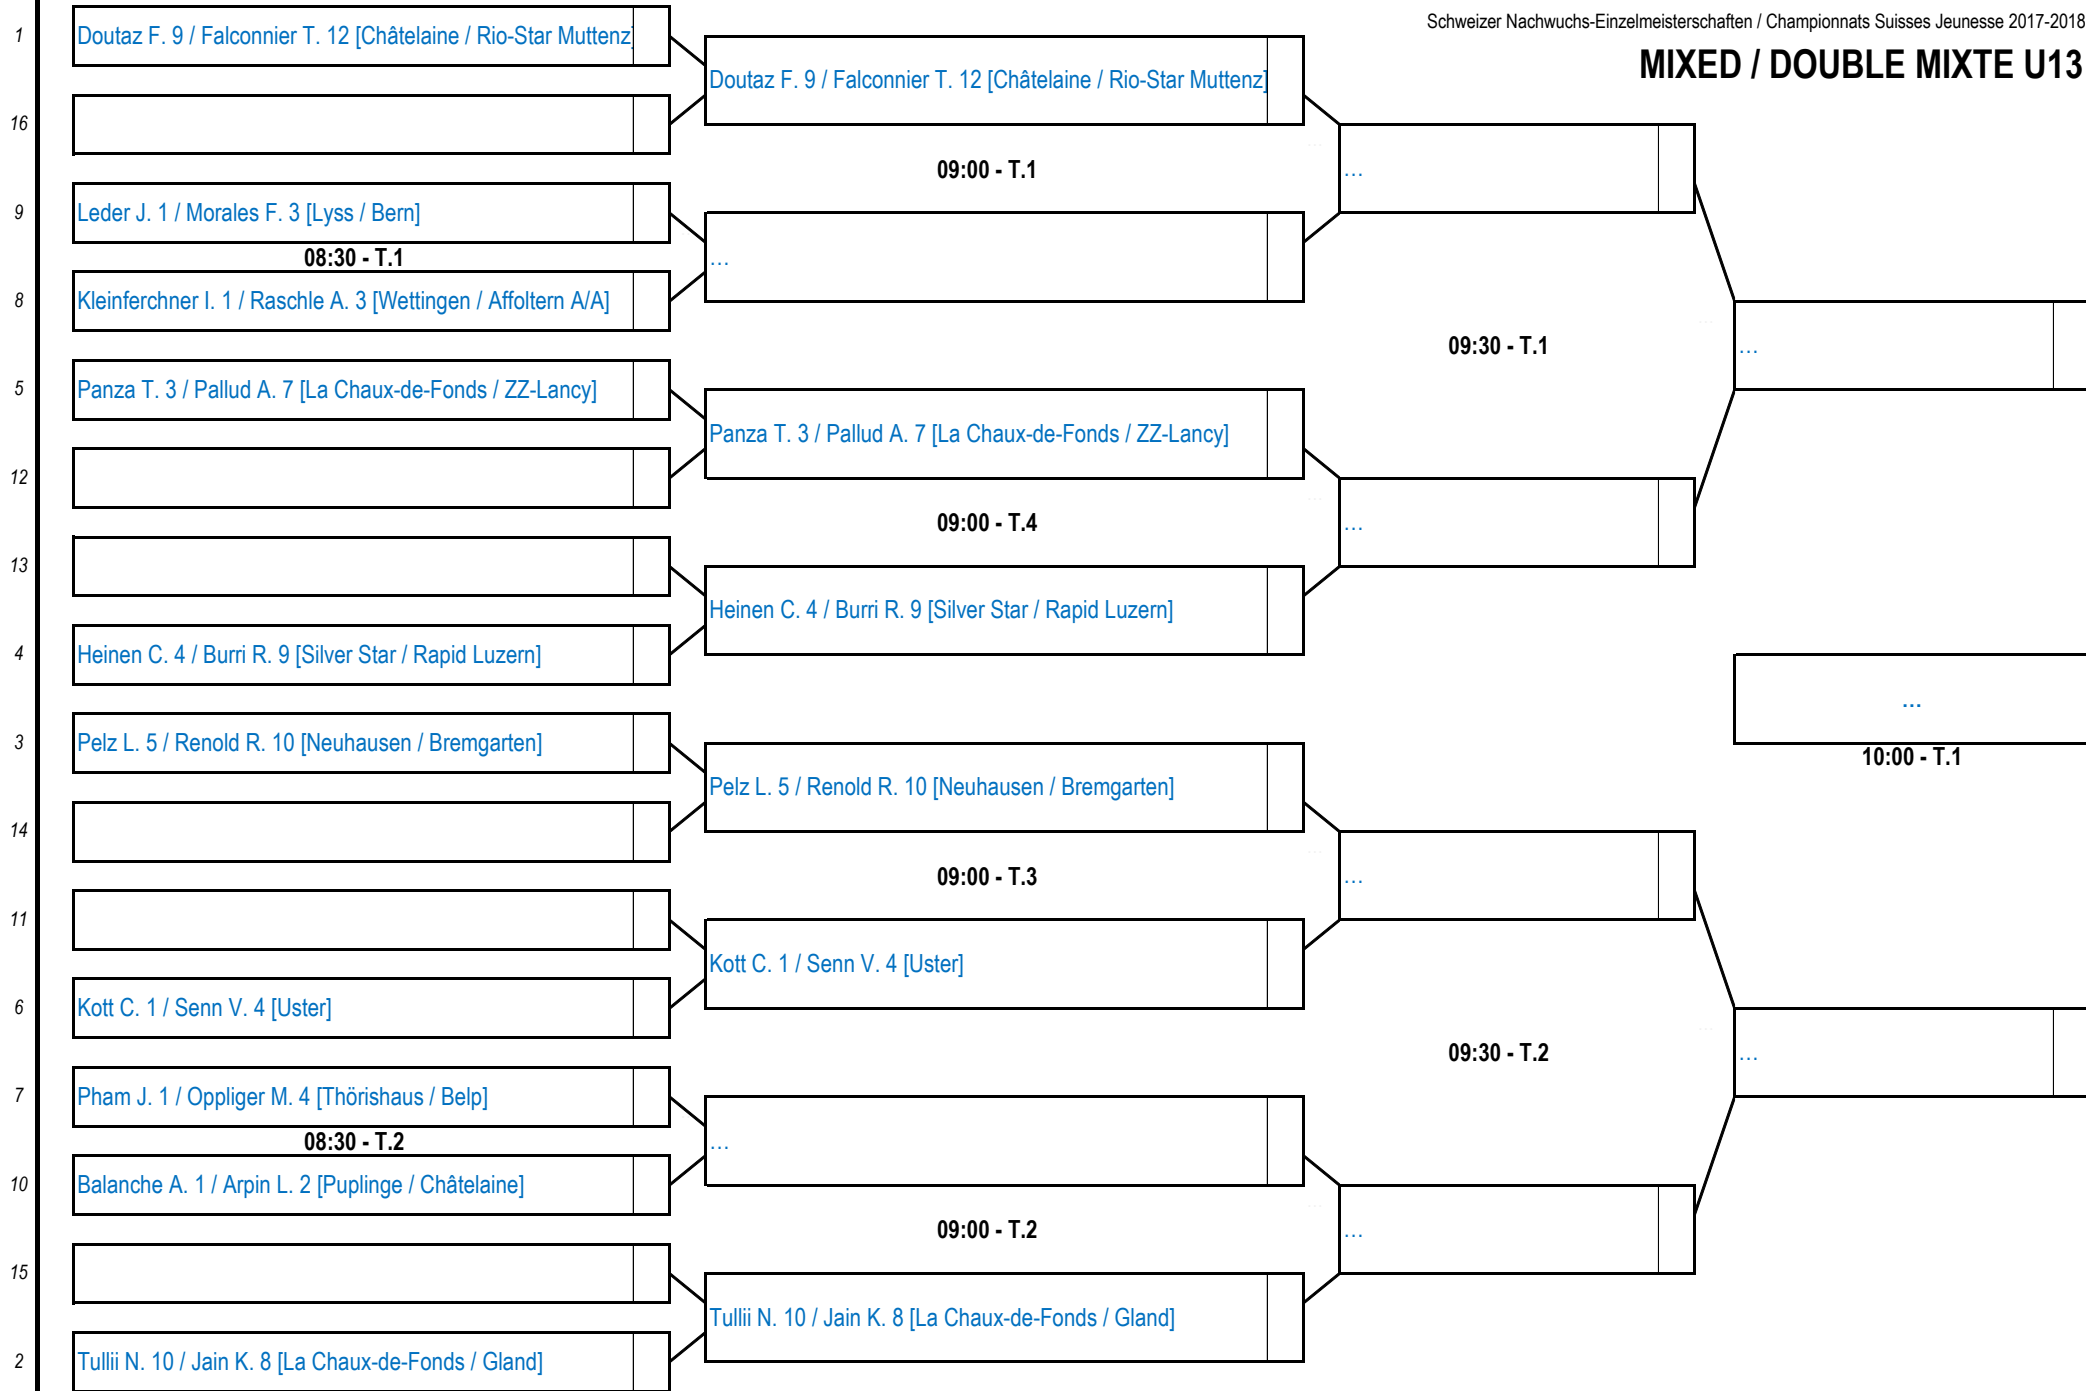 Schweizer Nachwuchs-Einzelmeisterschaften / Championnats Suisses Jeunesse 2017-2018
MIXED / DOUBLE MIXTE U13
1
Doutaz F. 9 / Falconnier T. 12 [Châtelaine / Rio-Star Muttenz]
16
9
Leder J. 1 / Morales F. 3 [Lyss / Bern]
08:30 - T.1
8
Kleinferchner I. 1 / Raschle A. 3 [Wettingen / Affoltern A/A]
5
Panza T. 3 / Pallud A. 7 [La Chaux-de-Fonds / ZZ-Lancy]
12
13
4
Heinen C. 4 / Burri R. 9 [Silver Star / Rapid Luzern]
3
Pelz L. 5 / Renold R. 10 [Neuhausen / Bremgarten]
14
11
6
Kott C. 1 / Senn V. 4 [Uster]
7
Pham J. 1 / Oppliger M. 4 [Thörishaus / Belp]
08:30 - T.2
10
Balanche A. 1 / Arpin L. 2 [Puplinge / Châtelaine]
15
2
Tullii N. 10 / Jain K. 8 [La Chaux-de-Fonds / Gland]
Doutaz F. 9 / Falconnier T. 12 [Châtelaine / Rio-Star Muttenz]
09:00 - T.1
...
Panza T. 3 / Pallud A. 7 [La Chaux-de-Fonds / ZZ-Lancy]
09:00 - T.4
Heinen C. 4 / Burri R. 9 [Silver Star / Rapid Luzern]
Pelz L. 5 / Renold R. 10 [Neuhausen / Bremgarten]
09:00 - T.3
Kott C. 1 / Senn V. 4 [Uster]
...
09:00 - T.2
Tullii N. 10 / Jain K. 8 [La Chaux-de-Fonds / Gland]
...
09:30 - T.1
...
...
09:30 - T.2
...
...
...
10:00 - T.1
...